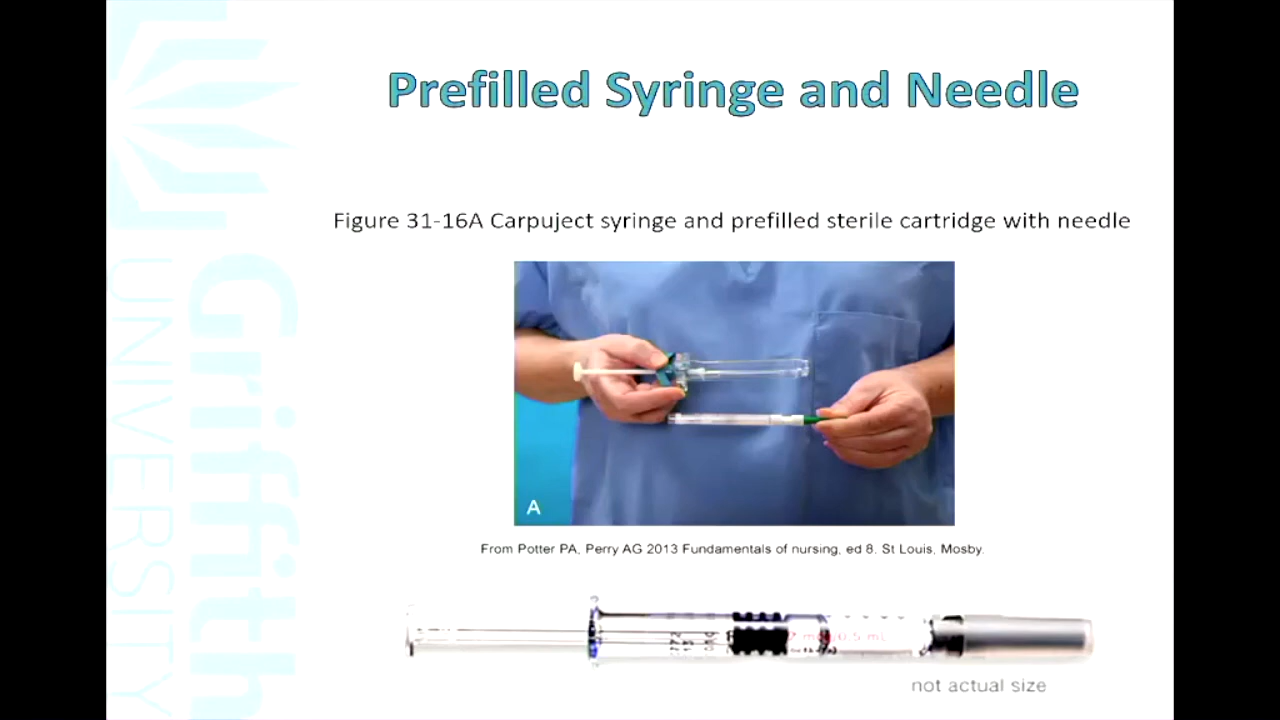 Prefilled Syringe and Needle
Figure 31-16A Carpuject syringe and prefilled sterile cartridge with needle
A
From Potter PA, Perry AG 2013 Fundamentals of nursing, ed 8. St Louis, Mosby.
not actual size
Griffith
UNIVERSITY